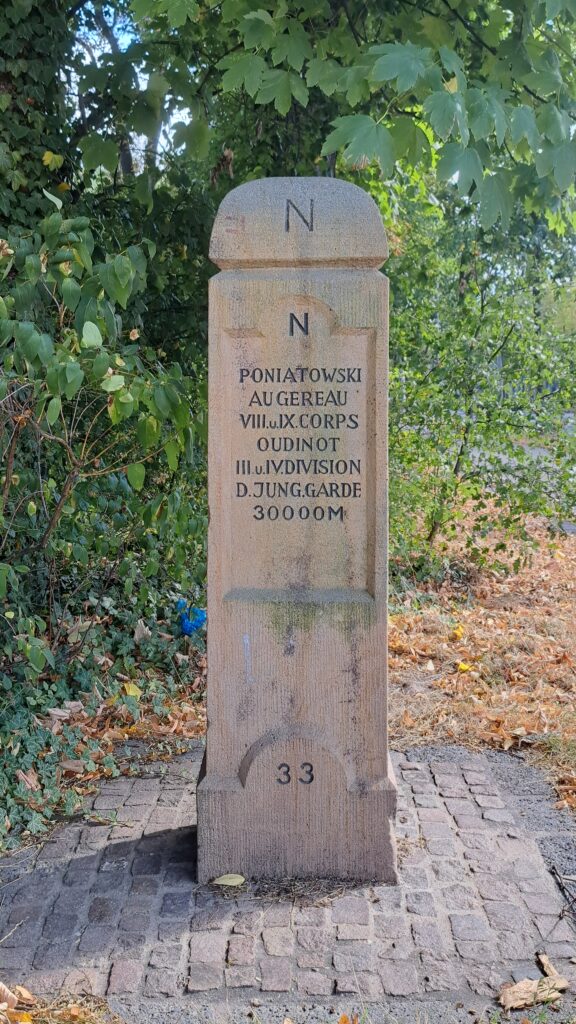 N
N
PONIATOWSKI
AUGEREAU
VIII.u.IX.CORPS
OUDINOT
III.u.IV.DIVISION
D.JUNG.GARDE
30000M
33